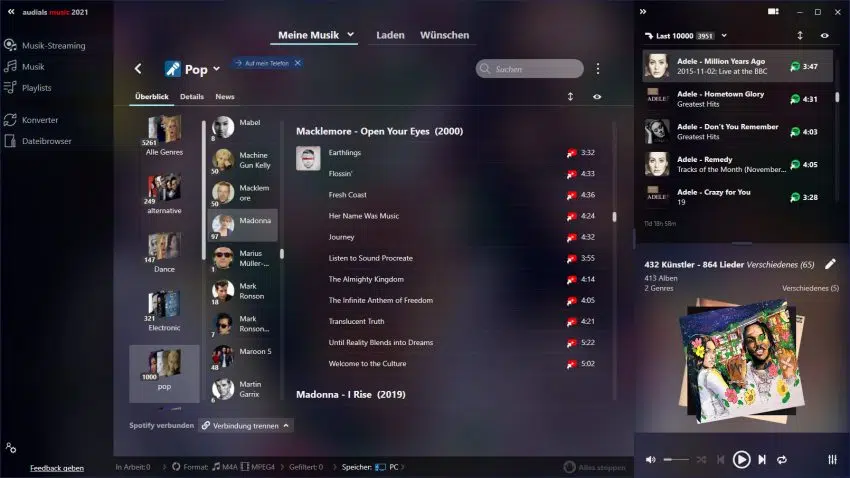 audials music 2021
Musik-Streaming
Musik
Playlists
Konverter
Dateibrowser
Feedback geben
Meine Musik
Laden
Wünschen
Pop
Auf mein Telefon
Suchen
Überblick
Details
News
5261
Alle Genres
249
alternative
147
Dance
321
Electronic
1000
pop
8
Mabel
50
Machine
Gun Kelly
50
Macklem
ore
97
Madonna
1
Marius
Müller-...
18
Mark
Ronson
7
Mark
Ronson...
48
Maroon 5
6
Martin
Garrix
Macklemore - Open Your Eyes (2000)
Earthlings 3:32
Flossin' 4:33
Fresh Coast 4:36
Her Name Was Music 4:24
Journey 4:32
Listen to Sound Procreate 3:55
The Almighty Kingdom 4:14
The Infinite Anthem of Freedom 4:05
Translucent Truth 4:21
Until Reality Blends into Dreams 5:22
Welcome to the Culture 5:02
Madonna - I Rise (2019)
Spotify verbunden
Verbindung trennen
In Arbeit: 0
Format: M4A MPEG4
Gefiltert: 0
Speicher: PC
Alles strippen
Last 10000 3951
Adele - Million Years Ago
2015-11-02: Live at the BBC
3:47
Adele - Hometown Glory
Greatest Hits
4:31
Adele - Don't You Remember
Greatest Hits
4:03
Adele - Remedy
Tracks of the Month (November...
4:05
Adele - Crazy for You
19
3:28
11d 18h 58m
432 Künstler - 864 Lieder Verschiedenes (65)
413 Alben
2 Genres
Verschiedenes (5)